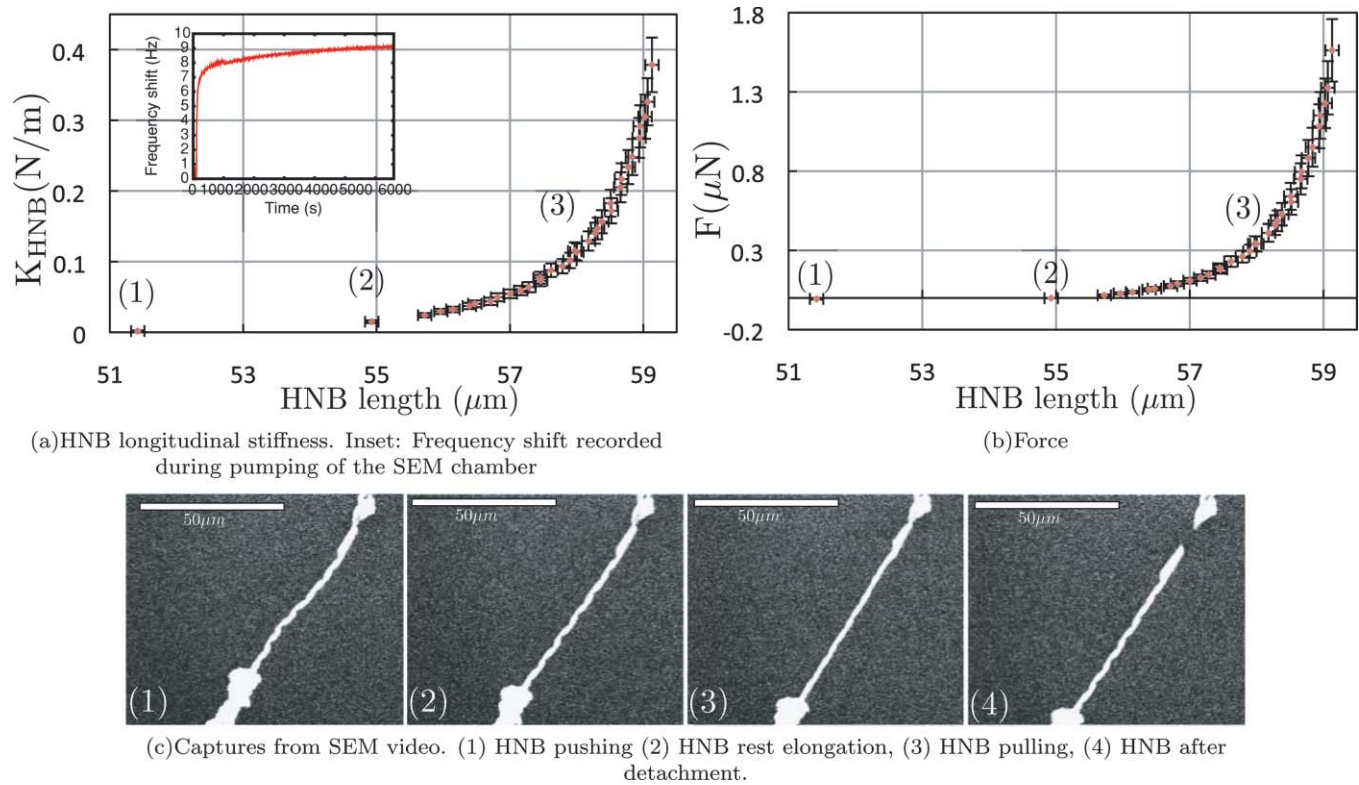 0.4
0.3
0.2
0.1
0
K_HNB(N/m)
10
9
8
7
6
5
4
3
2
1
0
Frequency shift (Hz)
0 1000 2000 3000 4000 5000 6000
Time (s)
(1)
(2)
(3)
51 53 55 57 59
HNB length (μm)
(a)HNB longitudinal stiffness. Inset: Frequency shift recorded
during pumping of the SEM chamber
1.8
1.3
0.8
0.3
-0.2
F(μN)
(1)
(2)
(3)
51 53 55 57 59
HNB length (μm)
(b)Force
50μm
(1)
50μm
(2)
50μm
(3)
50μm
(4)
(c)Captures from SEM video. (1) HNB pushing (2) HNB rest elongation, (3) HNB pulling, (4) HNB after
detachment.